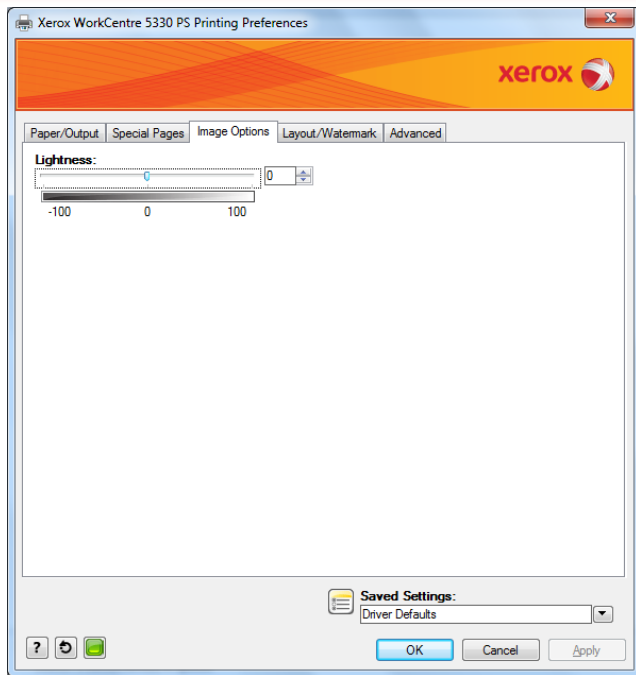 Xerox WorkCentre 5330 PS Printing Preferences
xerox
Paper/Output Special Pages Image Options Layout/Watermark Advanced
Lightness:
0
-100 0 100
Saved Settings:
Driver Defaults
? OK Cancel Apply